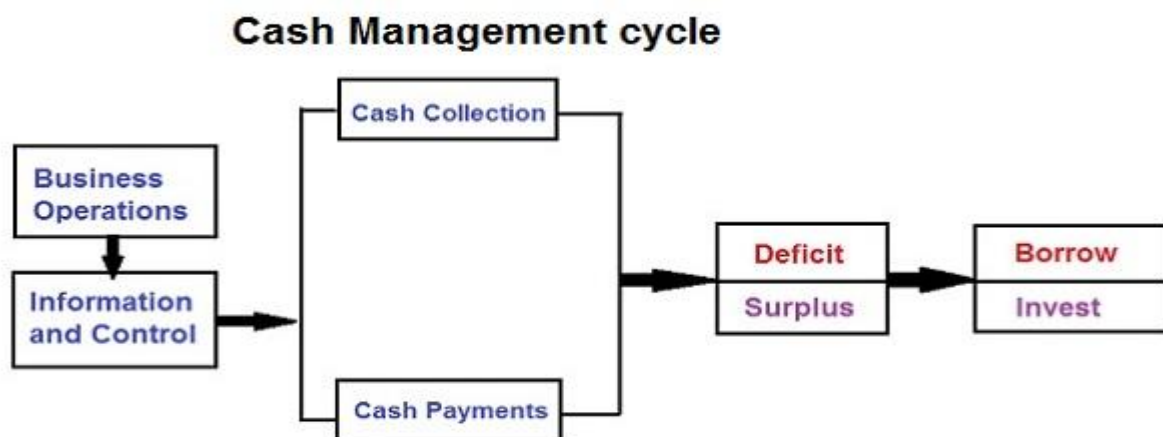 Cash Management cycle
Cash Collection
Business
Operations
Information
and Control
Deficit
Surplus
Borrow
Invest
Cash Payments